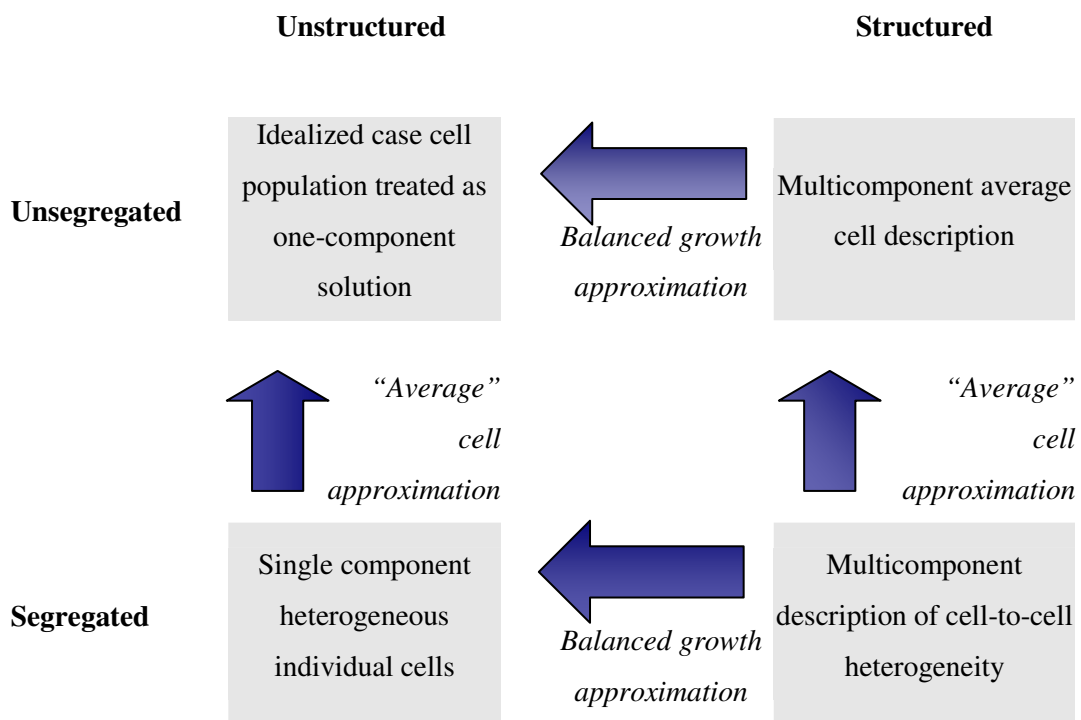 Unstructured
Structured
Unsegregated
Idealized case cell
population treated as
one-component
solution
Balanced growth
approximation
Multicomponent average
cell description
“Average”
cell
approximation
“Average”
cell
approximation
Segregated
Single component
heterogeneous
individual cells
Balanced growth
approximation
Multicomponent
description of cell-to-cell
heterogeneity